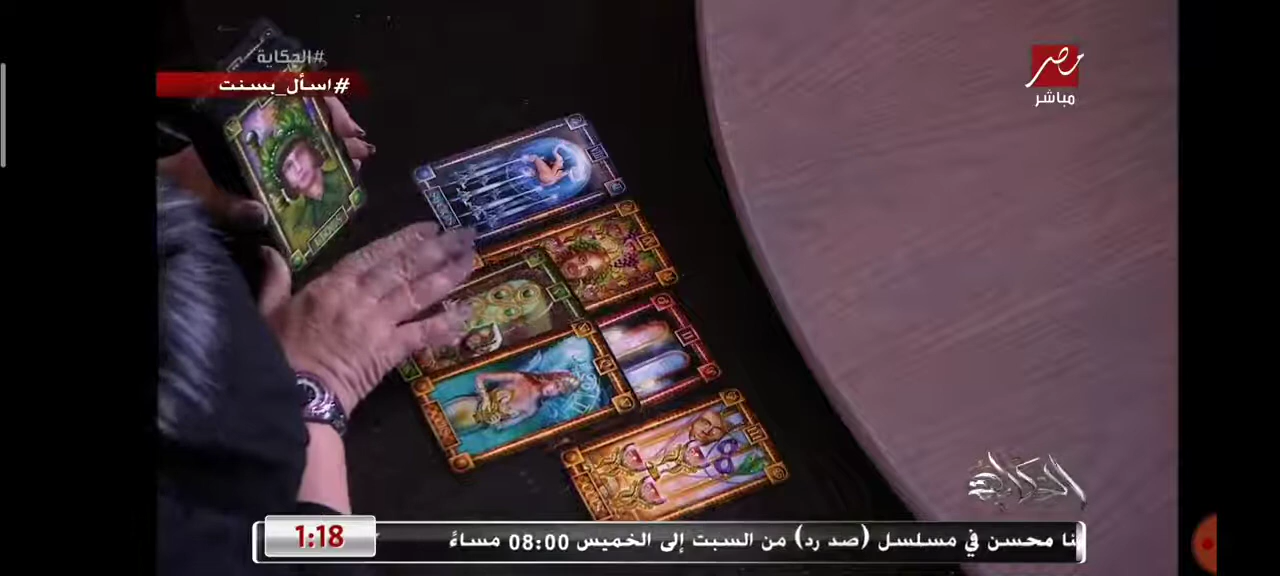 #الحكاية
#اسأل_بسنت
مصر
مباشر
الحكاية
نا محسن في مسلسل (صد رد) من السبت إلى الخميس 08:00 مساءً
1:18